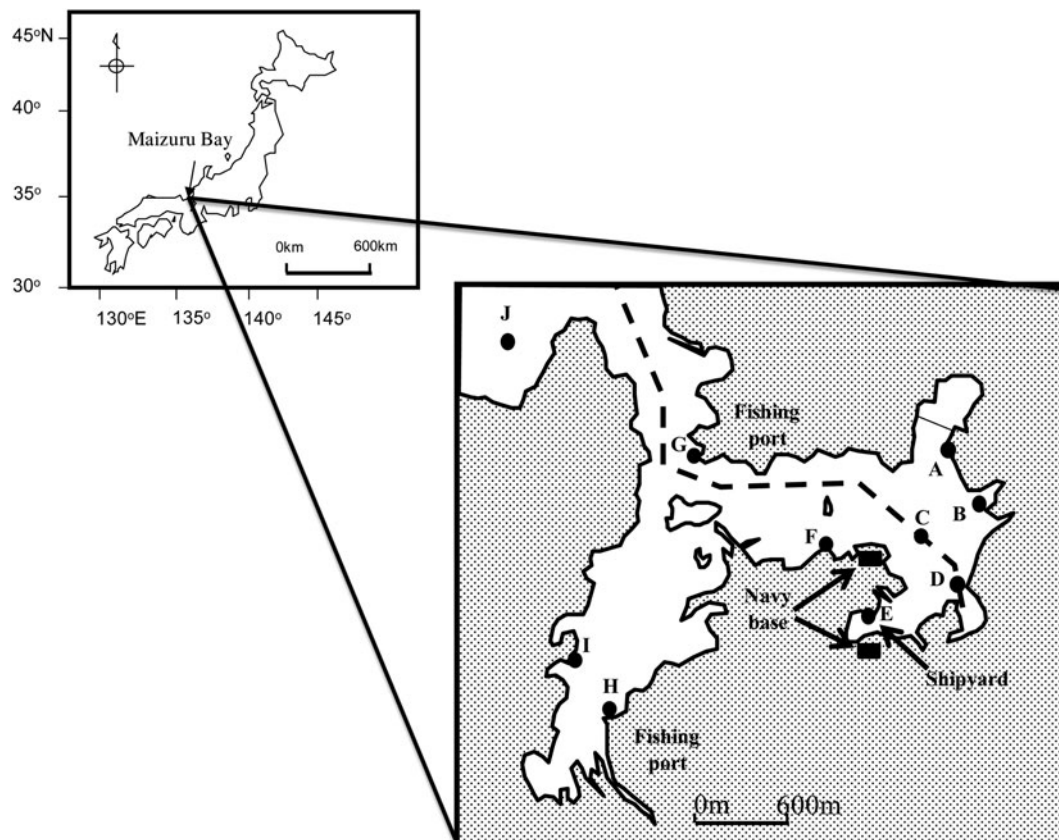 45°N
40°
35°
30°
130°E
135°
140°
145°
Maizuru Bay
0km
600km
J
Fishing
port
G
A
B
C
F
D
Navy
base
E
Shipyard
I
H
Fishing
port
0m
600m